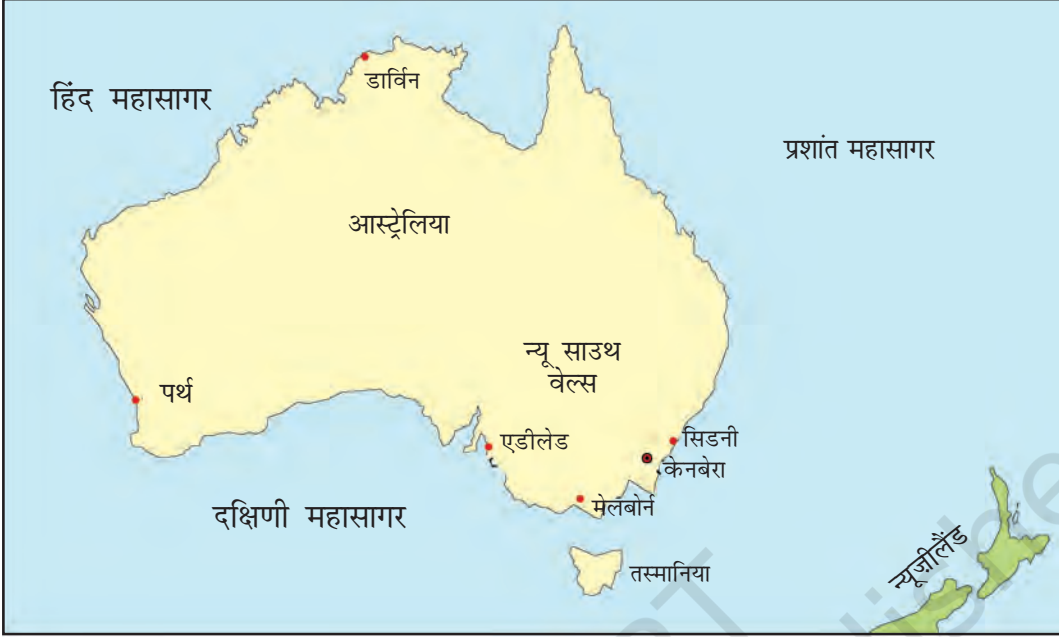 डार्विन
हिंद महासागर
प्रशांत महासागर
आस्ट्रेलिया
न्यू साउथ
वेल्स
पर्थ
एडीलेड
सिडनी
केनबेरा
मेलबोर्न
दक्षिणी महासागर
न्यूज़ीलैंड
तस्मानिया